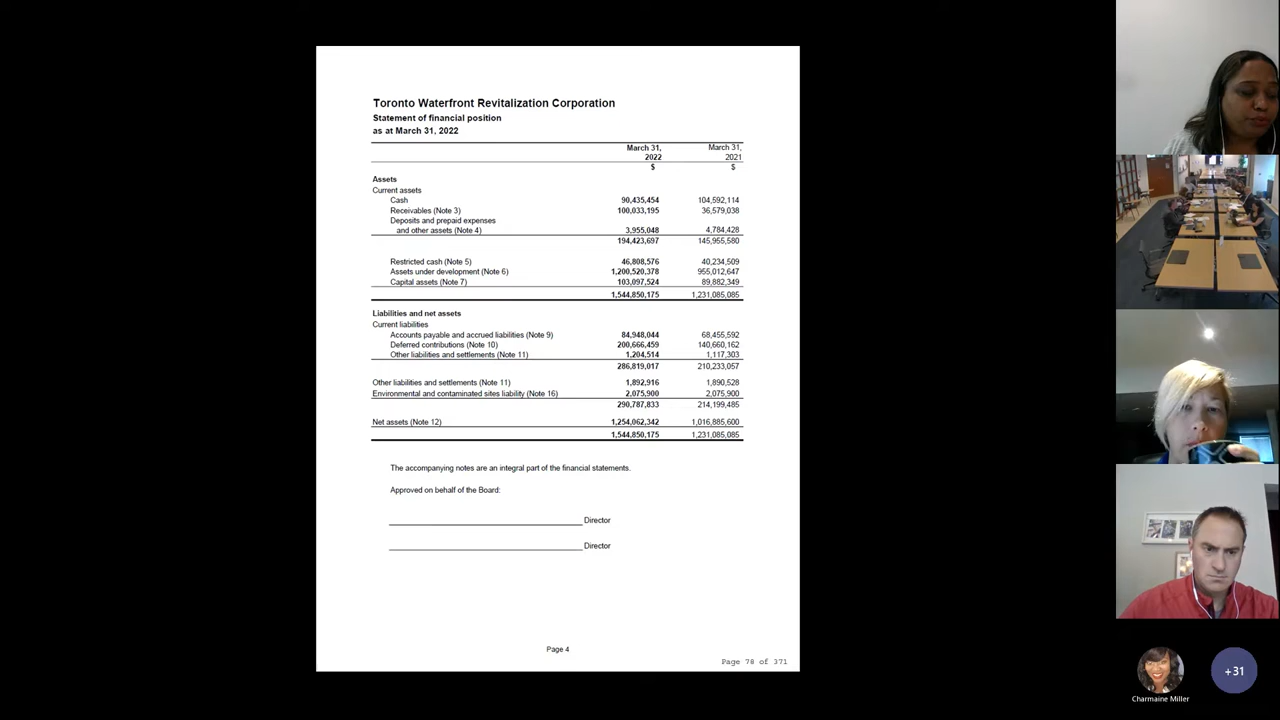 Toronto Waterfront Revitalization Corporation
Statement of financial position
as at March 31, 2022
March 31, March 31,
2022 2021
$ $
Assets
Current assets
Cash 90,435,454 104,592,114
Receivables (Note 3) 100,033,195 36,579,038
Deposits and prepaid expenses
and other assets (Note 4) 3,955,048 4,784,428
194,423,697 145,955,580
Restricted cash (Note 5) 46,808,576 40,234,509
Assets under development (Note 6) 1,200,520,378 955,012,647
Capital assets (Note 7) 103,097,524 89,882,349
1,544,850,175 1,231,085,085
Liabilities and net assets
Current liabilities
Accounts payable and accrued liabilities (Note 9) 84,948,044 68,455,592
Deferred contributions (Note 10) 200,666,459 140,660,162
Other liabilities and settlements (Note 11) 1,204,514 1,117,303
286,819,017 210,233,057
Other liabilities and settlements (Note 11) 1,892,916 1,890,528
Environmental and contaminated sites liability (Note 16) 2,075,900 2,075,900
290,787,833 214,199,485
Net assets (Note 12) 1,254,062,342 1,016,885,600
1,544,850,175 1,231,085,085
The accompanying notes are an integral part of the financial statements.
Approved on behalf of the Board:
Director
Director
Page 4
Page 78 of 371
+31
Charmaine Miller